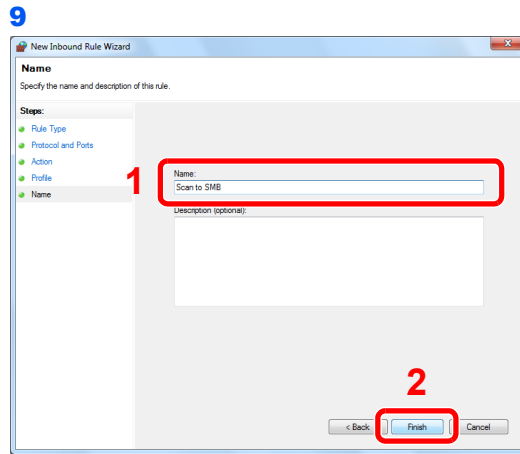 9
New Inbound Rule Wizard
Name
Specify the name and description of this rule.
Steps:
Rule Type
Protocol and Ports
Action
Profile
Name
1
Name:
Scan to SMB
Description (optional):
2
< Back
Finish
Cancel